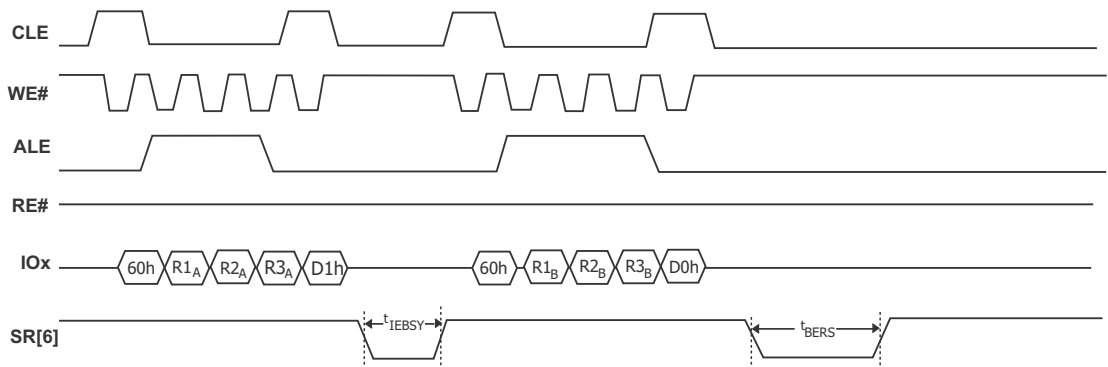 CLE
WE#
ALE
RE#
IOx 60h R1A R2A R3A D1h 60h R1B R2B R3B D0h
SR[6] tIEBSY tBERS